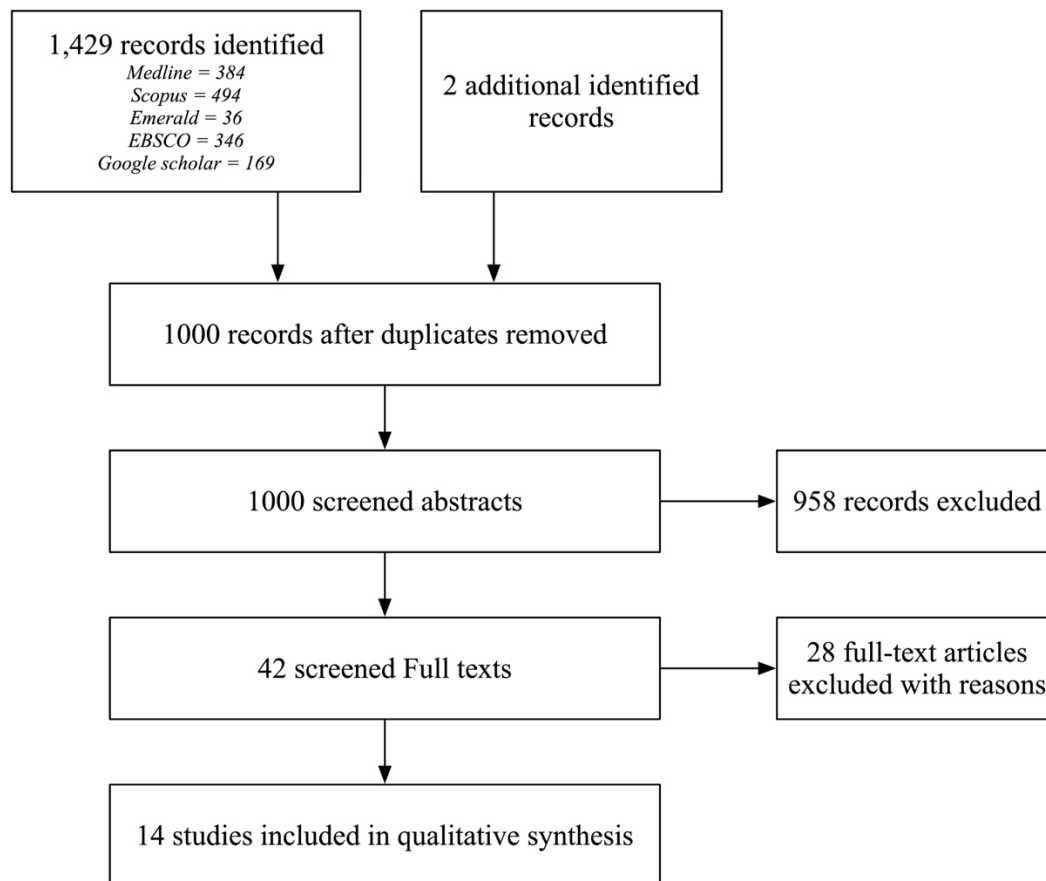 1,429 records identified
Medline = 384
Scopus = 494
Emerald = 36
EBSCO = 346
Google scholar = 169
2 additional identified
records
1000 records after duplicates removed
1000 screened abstracts
958 records excluded
42 screened Full texts
28 full-text articles
excluded with reasons
14 studies included in qualitative synthesis